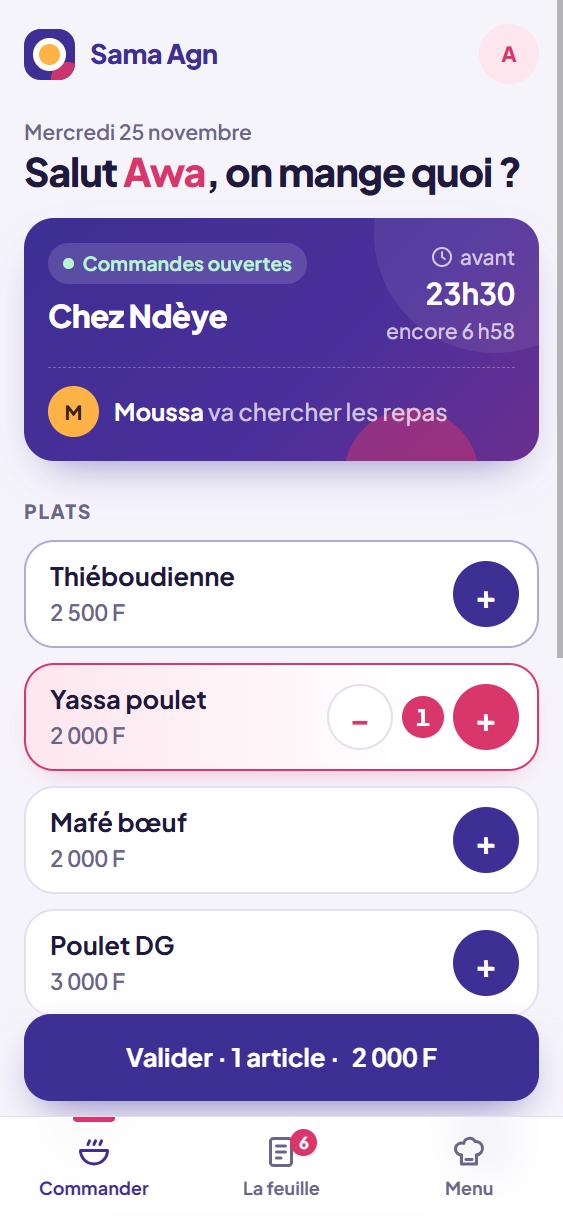 Sama Agn
A
Mercredi 25 novembre
Salut Awa, on mange quoi ?
Commandes ouvertes
avant
Chez Ndèye
23h30
encore 6 h58
M
Moussa va chercher les repas
PLATS
Thiéboudienne
2 500 F
+
Yassa poulet
2 000 F
– 1 +
Mafé bœuf
2 000 F
+
Poulet DG
3 000 F
+
Valider · 1 article · 2 000 F
6
Commander
La feuille
Menu